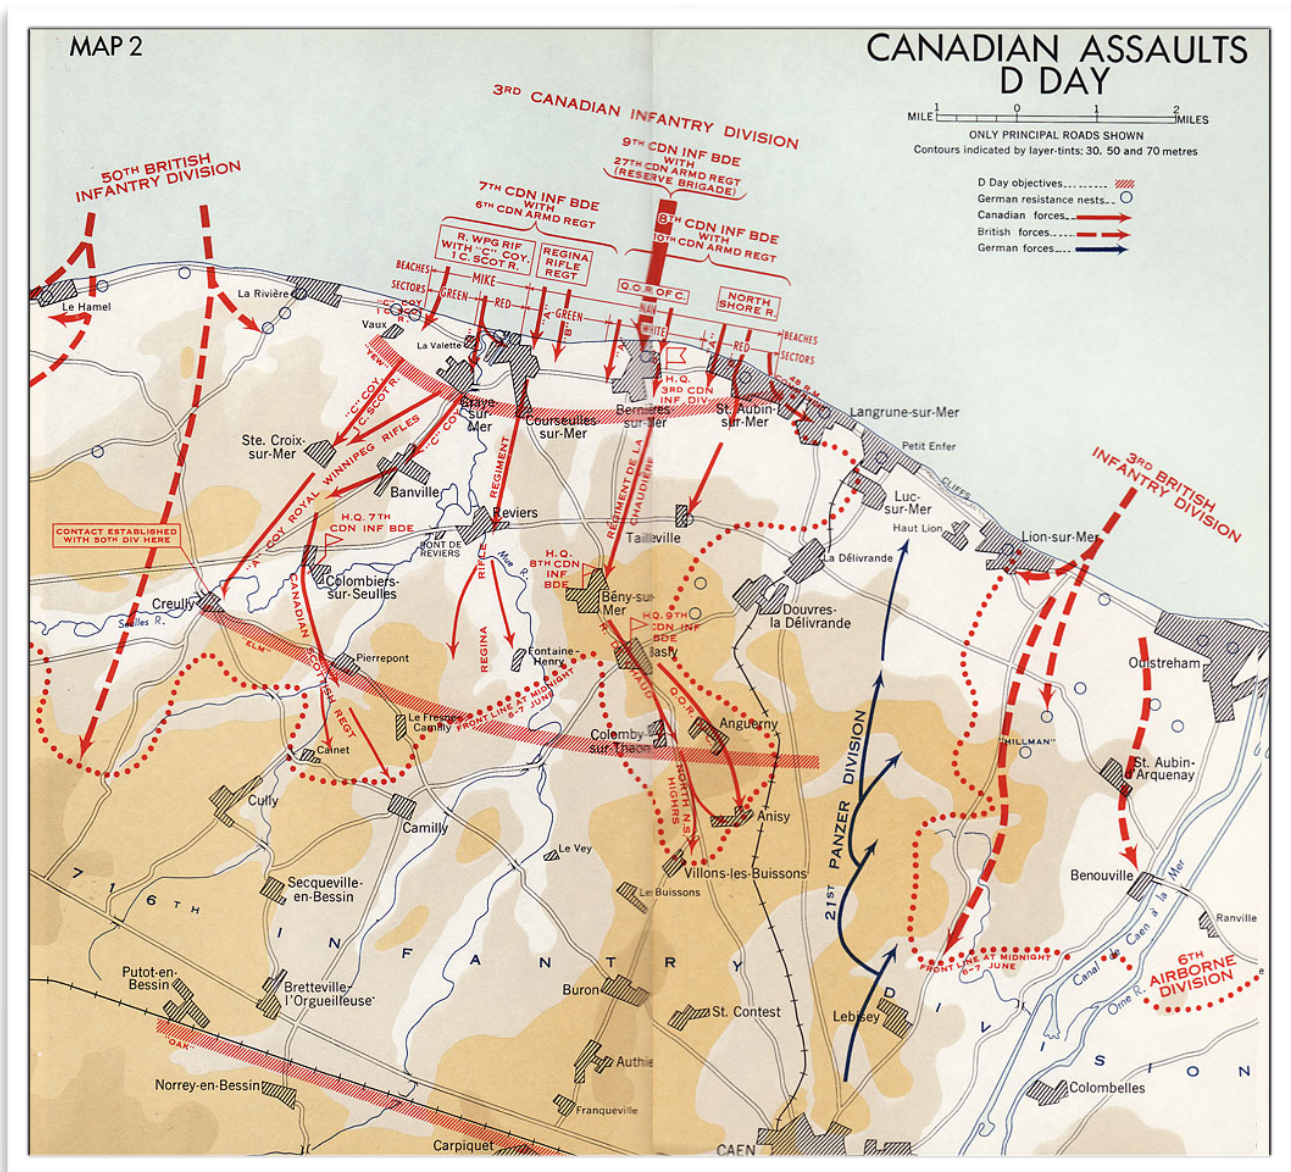 MAP 2
CANADIAN ASSAULTS
D DAY
1 0 1 2
MILE MILES
ONLY PRINCIPAL ROADS SHOWN
Contours indicated by layer-tints: 30, 50 and 70 metres
D Day objectives
German resistance nests
Canadian forces
British forces
German forces
3RD CANADIAN INFANTRY DIVISION
9TH CDN INF BDE
WITH
27TH CDN ARMD REGT
(RESERVE BRIGADE)
50TH BRITISH
INFANTRY DIVISION
7TH CDN INF BDE
WITH
6TH CDN ARMD REGT
8TH CDN INF BDE
WITH
10TH CDN ARMD REGT
R. WPG RIF
WITH "C" COY.
1 C. SCOT R.
REGINA
RIFLE
REGT
Q.O.R. OF C.
NORTH
SHORE R.
BEACHES
SECTORS
MIKE
GREEN
RED
NAN
GREEN
WHITE
RED
BEACHES
SECTORS
"A"
"B"
"A"
"A"
Le Hamel
La Rivière
Vaux
La Valette
"YEW"
H.Q.
3RD CDN
INF. DIV.
48 R.M.
Graye-
sur-
Mer
Courseulles-
sur-Mer
Bernières-
sur-Mer
St. Aubin-
sur-Mer
Langrune-sur-Mer
Petit Enfer
CLIFFS
Luc-
sur-Mer
Haut Lion
Lion-sur-Mer
3RD BRITISH
INFANTRY DIVISION
Ste. Croix-
sur-Mer
"C" COY.
1 C. SCOT R.
"A" COY ROYAL WINNIPEG RIFLES
"C" COY
Banville
REGINA RIFLE REGIMENT
REGIMENT DE LA
CHAUDIÈRE
CONTACT ESTABLISHED
WITH 50TH DIV HERE
H.Q. 7TH
CDN INF BDE
Reviers
PONT DE
REVIERS
Mue R.
Tailleville
La Délivrande
Douvres-
la Délivrande
H.Q.
8TH CDN
INF
BDE
Bény-sur-
Mer
H.Q. 9TH
CDN INF
BDE
Basly
Colombiers-
sur-Seulles
Creully
Seulles R.
"ELM"
CANADIAN SCOTTISH REGT
Pierrepont
Fontaine-
Henry
Le Fresne-
Camilly
FRONT LINE AT MIDNIGHT
6-7 JUNE
Q.O.R.
Colomby-
sur-Thaon
Anguerny
NORTH N.S.
HIGHRS
Cainet
Cully
Camilly
Anisy
Le Vey
Villons-les-Buissons
Les Buissons
21ST PANZER DIVISION
"HILLMAN"
Ouistreham
St. Aubin-
d'Arquenay
Benouville
Ranville
Canal de Caen à la Mer
Orne R.
6TH
AIRBORNE
DIVISION
FRONT LINE AT MIDNIGHT
6-7 JUNE
716TH INFANTRY DIVISION
Secqueville-
en-Bessin
Putot-en-
Bessin
Bretteville-
l'Orgueilleuse
Buron
St. Contest
Lebisey
"OAK"
Authie
Norrey-en-Bessin
Franqueville
Colombelles
Carpiquet
CAEN